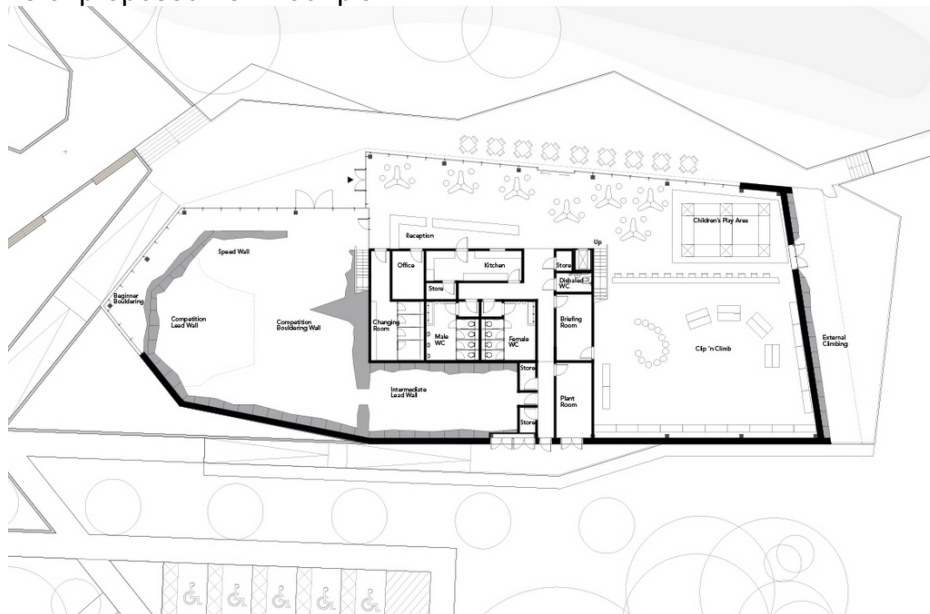 proposed
Children's Play Area
Speed Wall
Reception
Up
Office
Kitchen
Store
Store
Disbaled
WC
Beginner
Bouldering
Competition
Lead Wall
Competition
Bouldering Wall
Changing
Room
Male
WC
Female
WC
Briefing
Room
Clip 'n Climb
External
Climbing
Store
Intermediate
Lead Wall
Plant
Room
Store